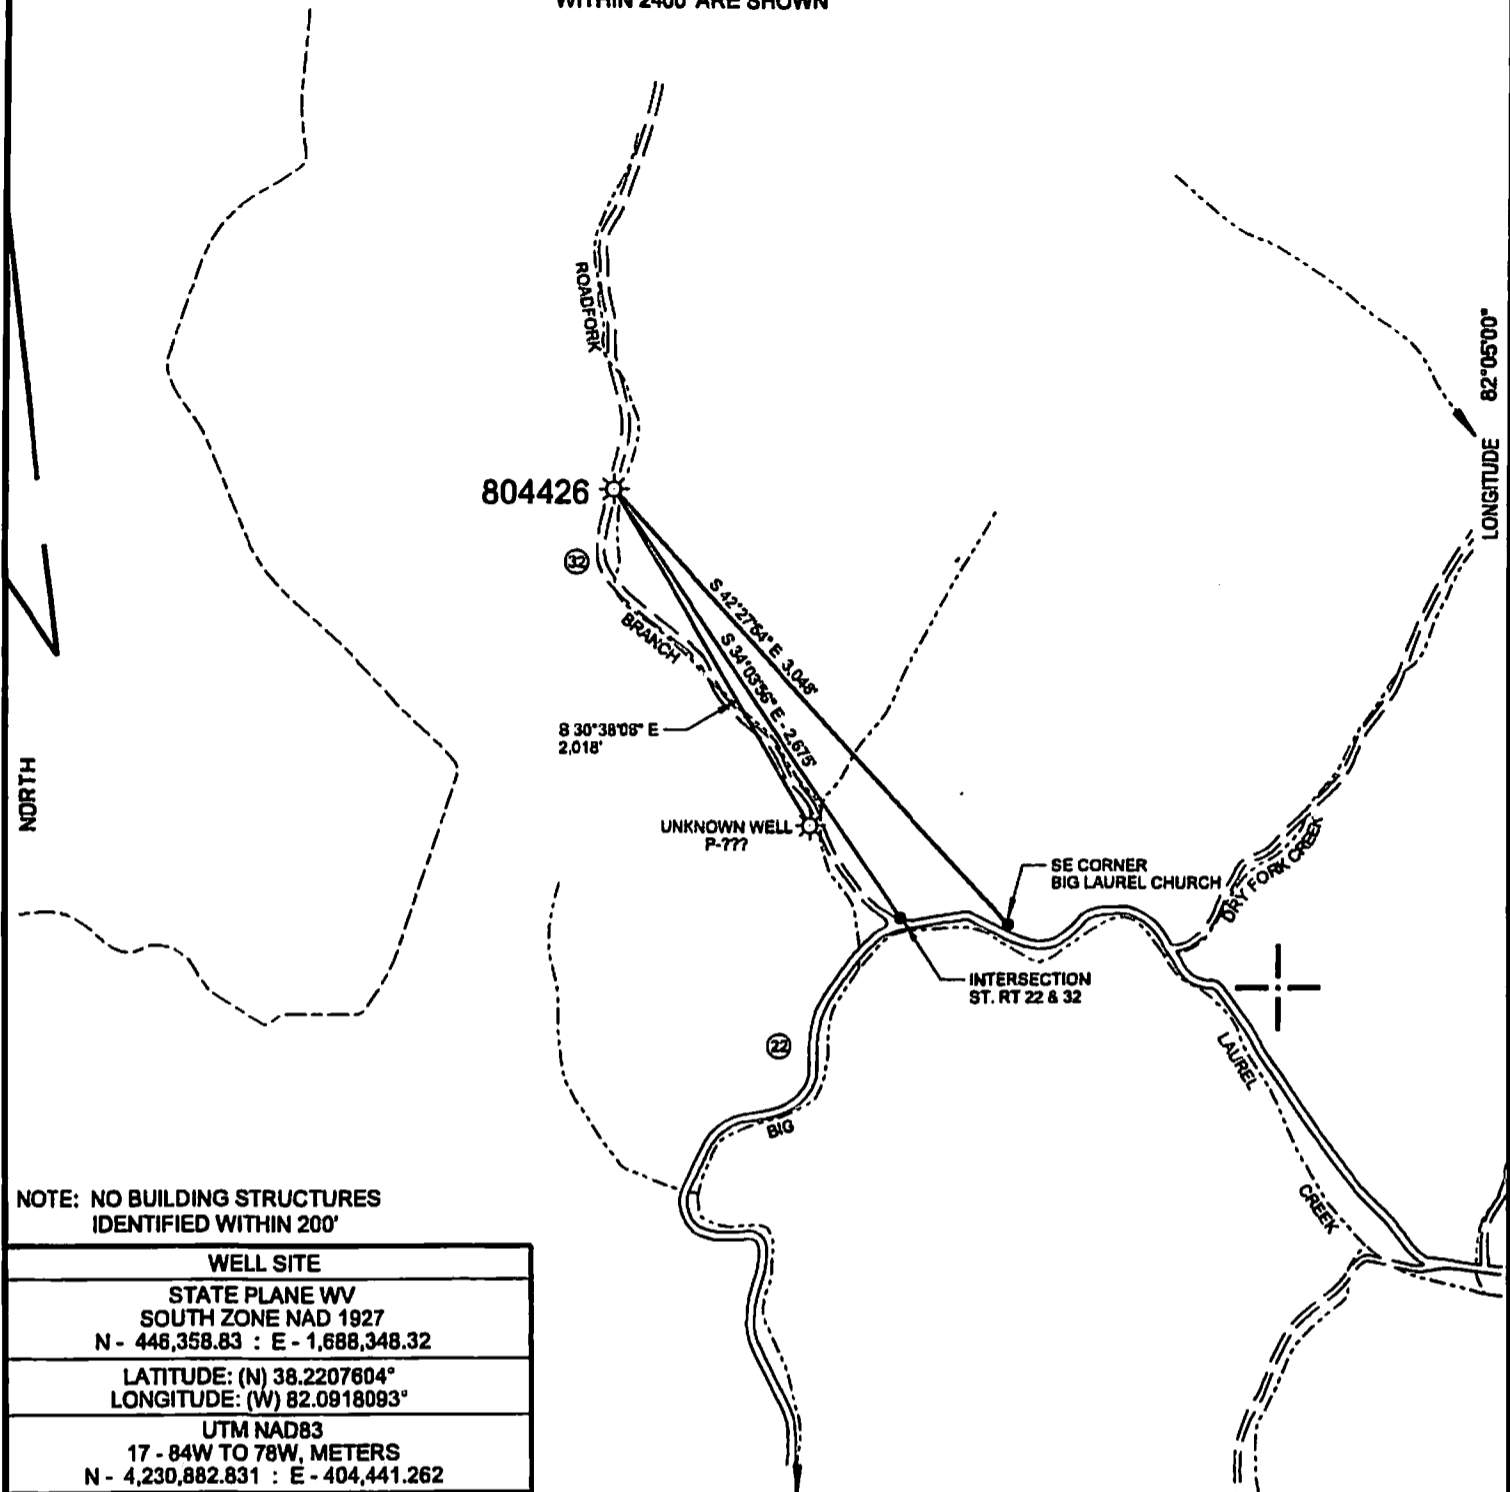 WITHIN 2400' ARE SHOWN
ROADFORK
LONGITUDE 82°05'00"
804426
32
BRANCH
S 42°27'54" E 3,048'
S 34°03'56" E - 2,675'
S 30°38'08" E
2,018'
NORTH
UNKNOWN WELL
P-???
SE CORNER
BIG LAUREL CHURCH
DRY FORK CREEK
INTERSECTION
ST. RT 22 & 32
22
LAUREL
BIG
CREEK
NOTE: NO BUILDING STRUCTURES
IDENTIFIED WITHIN 200'
WELL SITE
STATE PLANE WV
SOUTH ZONE NAD 1927
N - 446,358.83 : E - 1,688,348.32
LATITUDE: (N) 38.2207604°
LONGITUDE: (W) 82.0918093°
UTM NAD83
17 - 84W TO 78W, METERS
N - 4,230,882.831 : E - 404,441.262